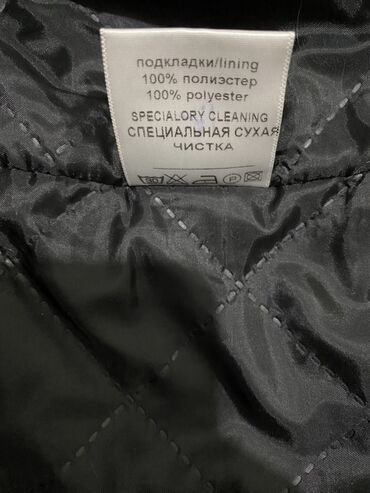 подкладки/lining
100% полиэстер
100% polyester
SPECIALORY CLEANING
СПЕЦИАЛЬНАЯ СУХАЯ
ЧИСТКА
P